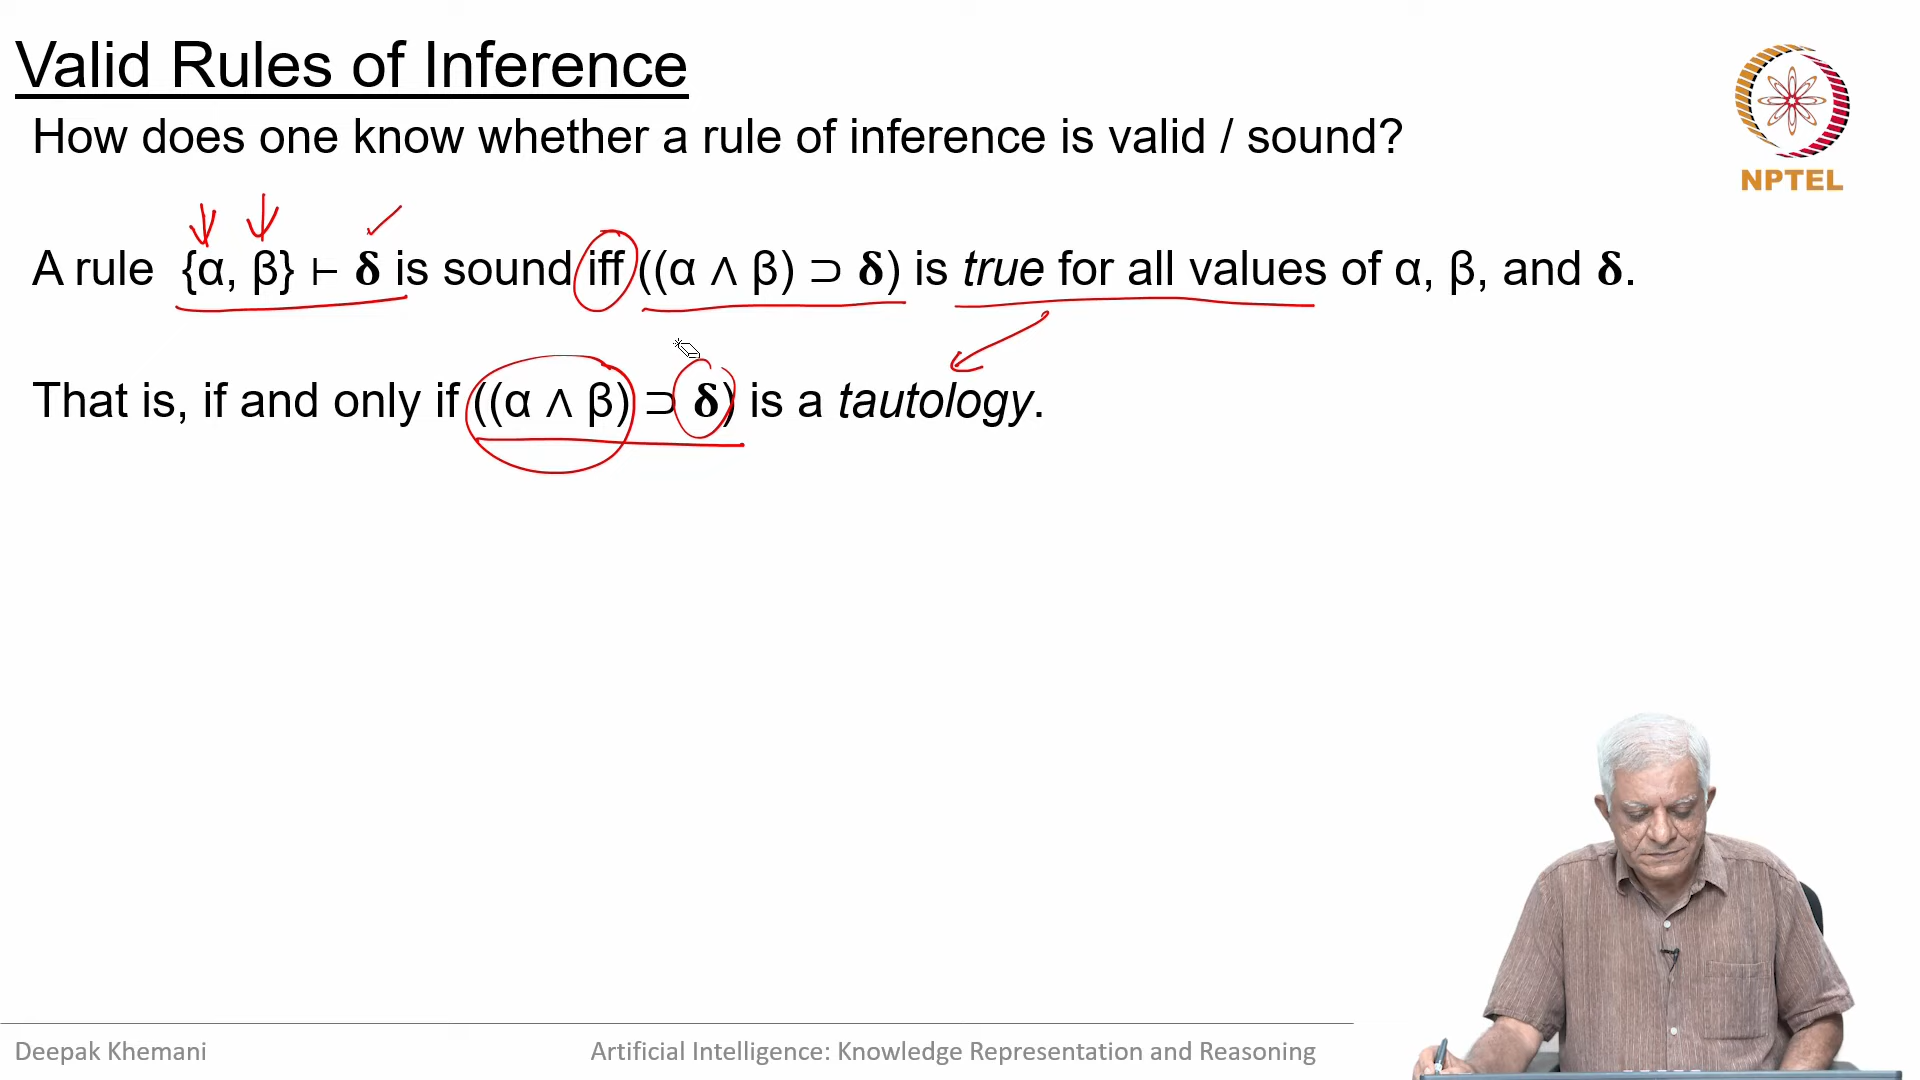 Valid Rules of Inference
How does one know whether a rule of inference is valid / sound?
NPTEL
A rule {α, β} ⊢ δ is sound iff ((α ∧ β) ⊃ δ) is true for all values of α, β, and δ.
That is, if and only if ((α ∧ β) ⊃ δ) is a tautology.
Deepak Khemani
Artificial Intelligence: Knowledge Representation and Reasoning